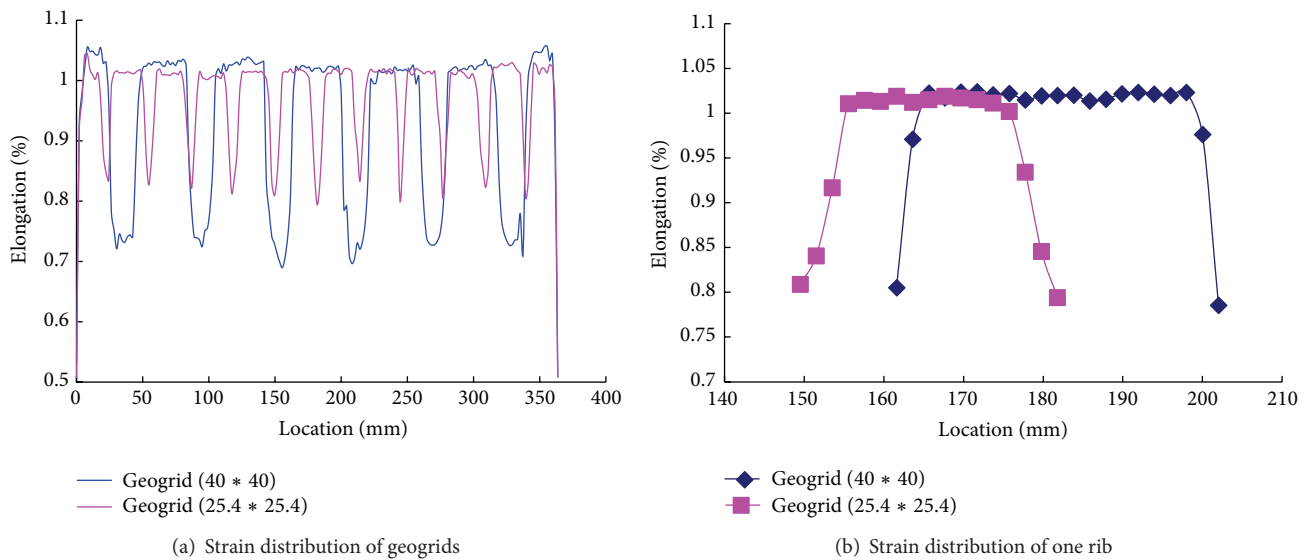 1.1
1
0.9
0.8
0.7
0.6
0.5
Elongation (%)
0 50 100 150 200 250 300 350 400
Location (mm)
Geogrid (40 ∗ 40)
Geogrid (25.4 ∗ 25.4)
(a) Strain distribution of geogrids
1.1
1.05
1
0.95
0.9
0.85
0.8
0.75
0.7
Elongation (%)
140 150 160 170 180 190 200 210
Location (mm)
Geogrid (40 ∗ 40)
Geogrid (25.4 ∗ 25.4)
(b) Strain distribution of one rib